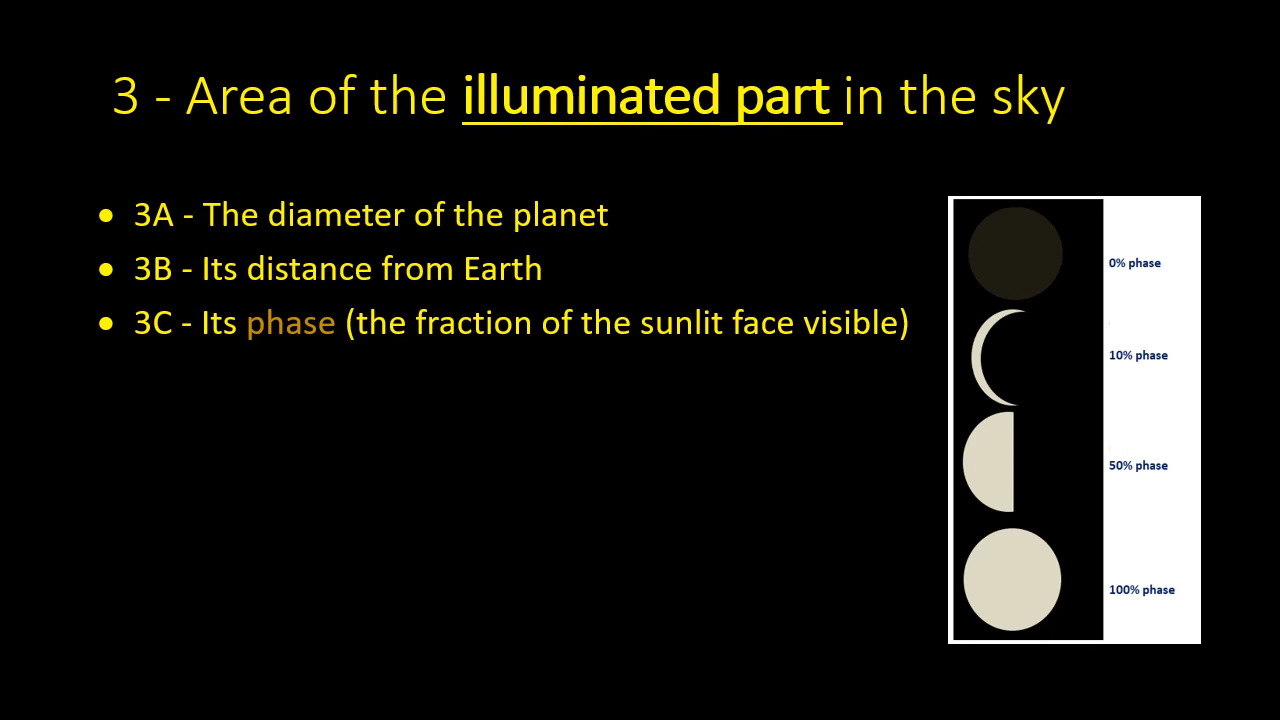 3 - Area of the illuminated part in the sky
● 3A - The diameter of the planet
● 3B - Its distance from Earth
● 3C - Its phase (the fraction of the sunlit face visible)
0% phase
10% phase
50% phase
100% phase